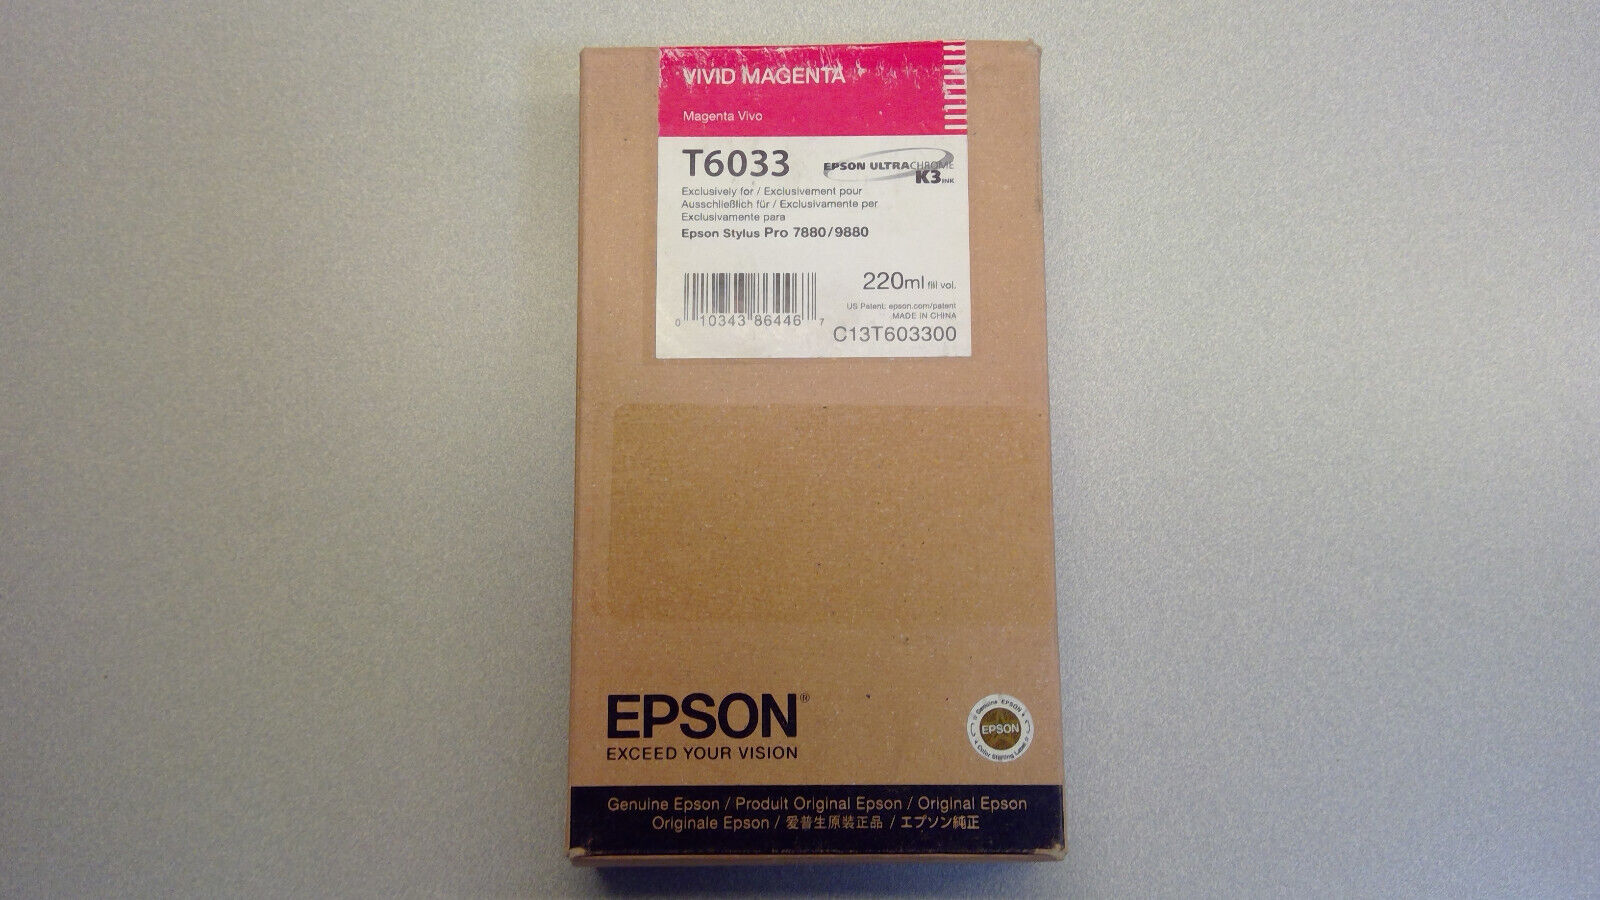 VIVID MAGENTA
Magenta Vivo
T6033
EPSON ULTRACHROME
K3 INK
Exclusively for / Exclusivement pour
Ausschließlich für / Exclusivamente per
Exclusivamente para
Epson Stylus Pro 7880/9880
220ml fill vol.
US Patent: epson.com/patent
MADE IN CHINA
0 10343 86446 7
C13T603300
EPSON®
EXCEED YOUR VISION
Genuine EPSON
EPSON
Genuine Epson / Produit Original Epson / Original Epson
Originale Epson / 爱普生原装正品 / エプソン純正